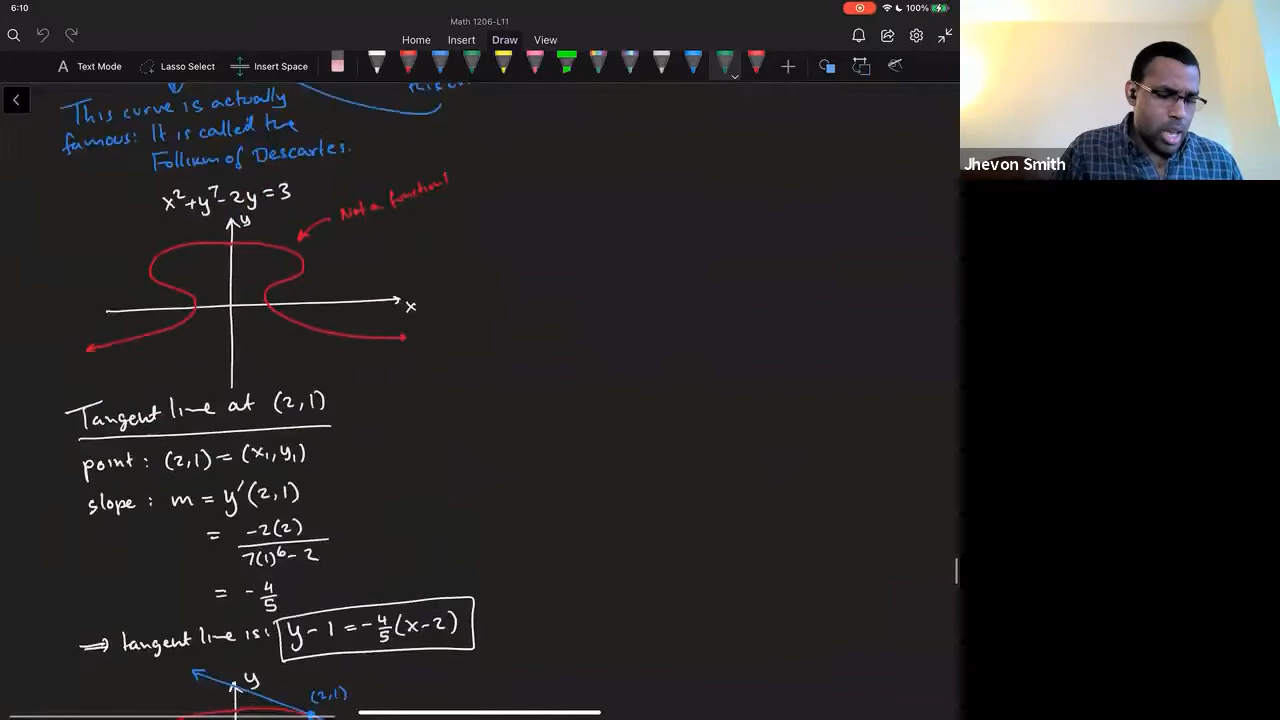 6:10
100%
Math 1206-L11
Home Insert Draw View
Text Mode Lasso Select Insert Space
This curve is actually
famous: It is called the
Follium of Descartes.
x²+y⁷-2y=3
Not a function!
y
x
Tangent line at (2,1)
point: (2,1) = (x₁, y₁)
slope: m = y'(2,1)
= -2(2)
7(1)⁶ - 2
= - 4/5
⟹ tangent line is: y - 1 = -4/5 (x-2)
y
(2,1)
Jhevon Smith